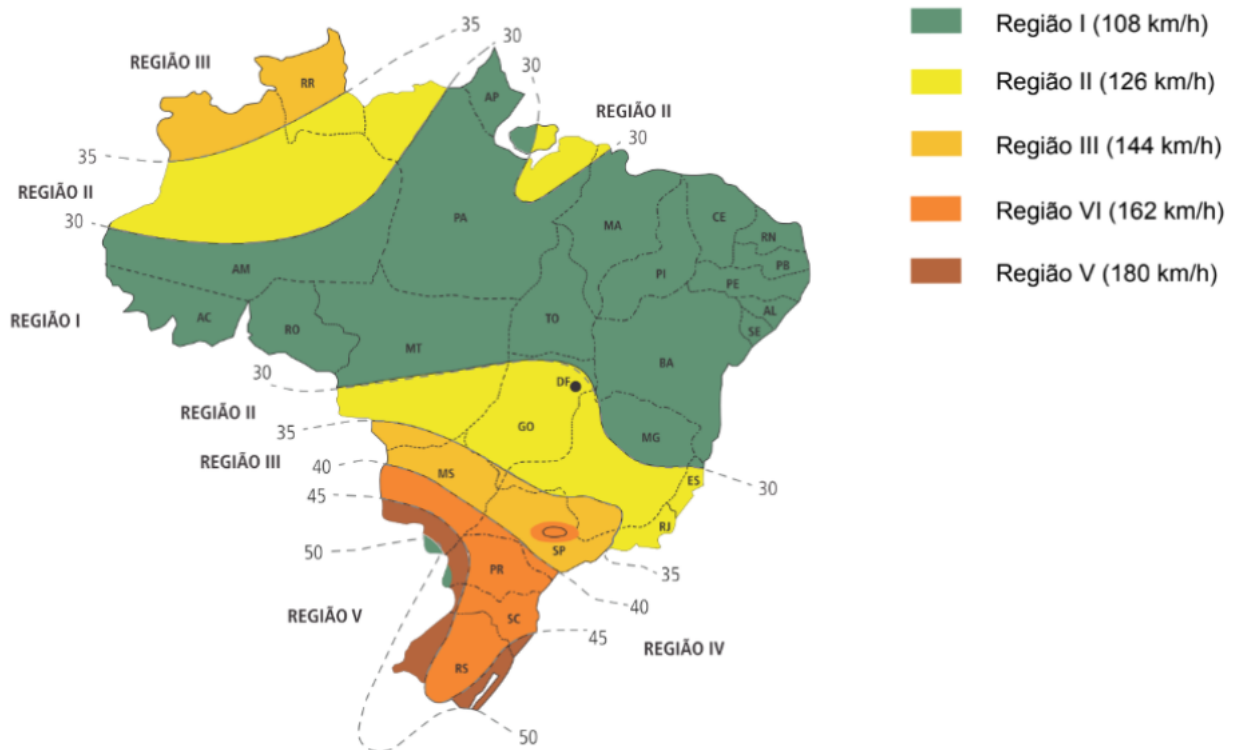 35
30
30
REGIÃO III
RR
AP
REGIÃO II
30
35
REGIÃO II
30
PA
MA
CE
RN
PB
PI
PE
AM
AL
SE
REGIÃO I
AC
RO
MT
TO
BA
30
DF
REGIÃO II
35
GO
MG
REGIÃO III
40
MS
ES
30
45
RJ
50
SP
35
PR
40
REGIÃO V
SC
45
REGIÃO IV
RS
50
Região I (108 km/h)
Região II (126 km/h)
Região III (144 km/h)
Região VI (162 km/h)
Região V (180 km/h)